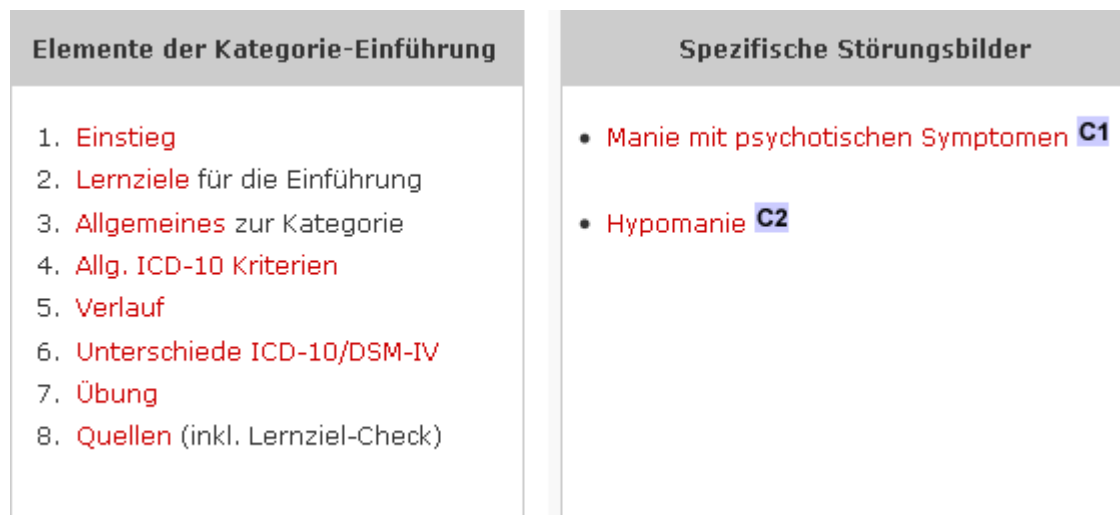 Elemente der Kategorie-Einführung
1. Einstieg
2. Lernziele für die Einführung
3. Allgemeines zur Kategorie
4. Allg. ICD-10 Kriterien
5. Verlauf
6. Unterschiede ICD-10/DSM-IV
7. Übung
8. Quellen (inkl. Lernziel-Check)
Spezifische Störungsbilder
• Manie mit psychotischen Symptomen C1
• Hypomanie C2